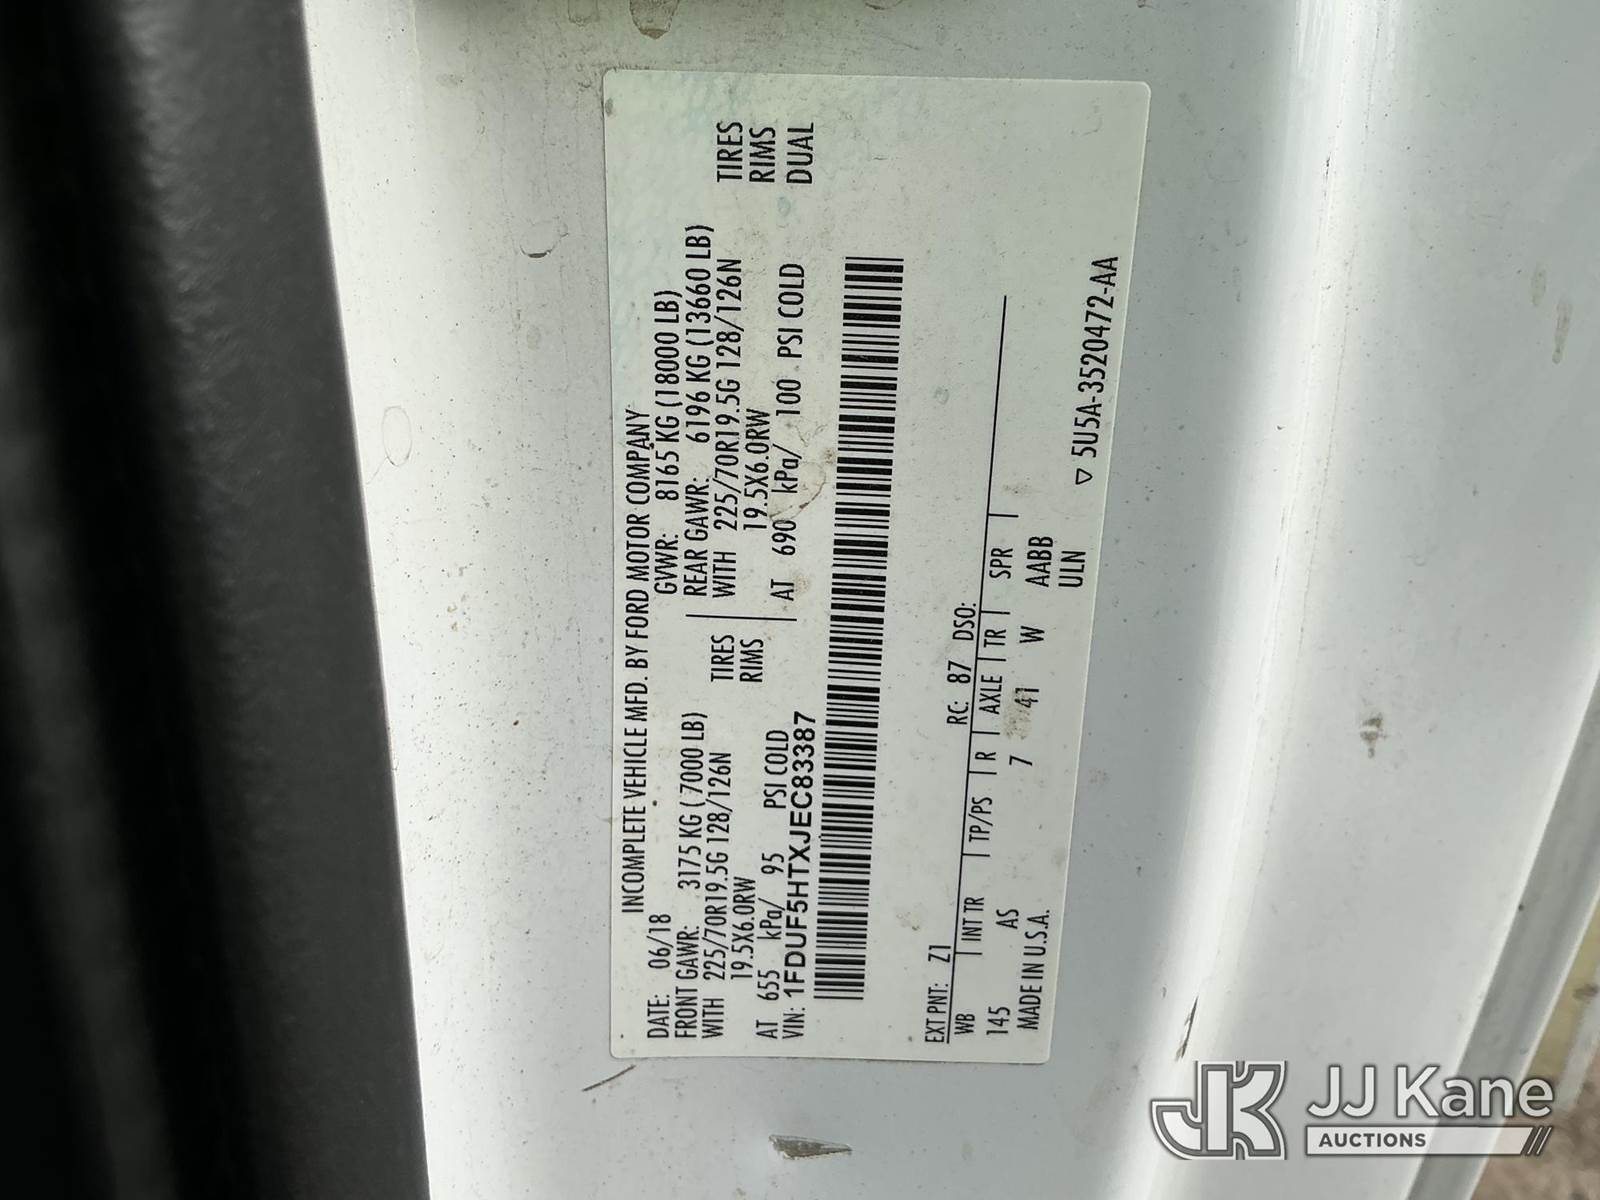 INCOMPLETE VEHICLE MFD. BY FORD MOTOR COMPANY
DATE: 06/18 GVWR: 8165 KG (18000 LB)
FRONT GAWR: 3175 KG (7000 LB) REAR GAWR: 6196 KG (13660 LB)
WITH 225/70R19.5G 128/126N TIRES WITH 225/70R19.5G 128/126N TIRES
19.5X6.0RW RIMS 19.5X6.0RW RIMS
AT 655 kPa/ 95 PSI COLD AT 690 kPa/ 100 PSI COLD DUAL
VIN: 1FDUF5HTXJEC83387
EXT PNT: Z1 RC: 87 DSO:
WB INT TR TP/PS R AXLE TR SPR
145 AS 7 41 W AABB
MADE IN U.S.A. ULN
▽ 5U5A-3520472-AA
JK JJ Kane
AUCTIONS